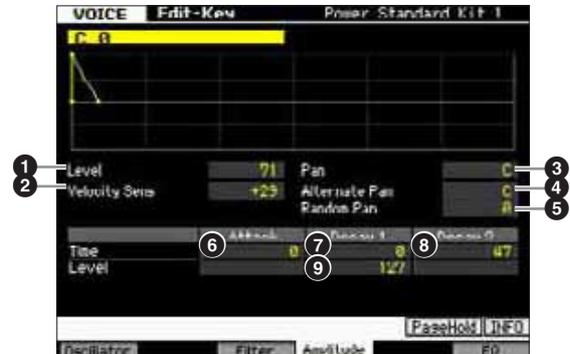 VOICE Edit-Key Power Standard Kit 1
C 0
1 Level 71 Pan C 3
2 Velocity Sens +29 Alternate Pan C 4
Random Pan 0 5
Attack Decay 1 Decay 2
6 7 8
Time 0 0 47
Level 9 127
PageHold INFO
Oscillator Filter Amplitude EQ